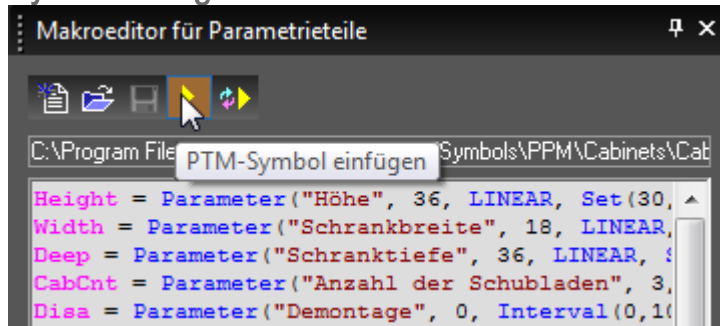 Makroeditor für Parametrieteile
C:\Program File
Symbols\PPM\Cabinets\Cab
PTM-Symbol einfügen
Height = Parameter("Höhe", 36, LINEAR, Set(30,
Width = Parameter("Schrankbreite", 18, LINEAR,
Deep = Parameter("Schranktiefe", 36, LINEAR,
CabCnt = Parameter("Anzahl der Schubladen", 3,
Disa = Parameter("Demontage", 0, Interval(0,10